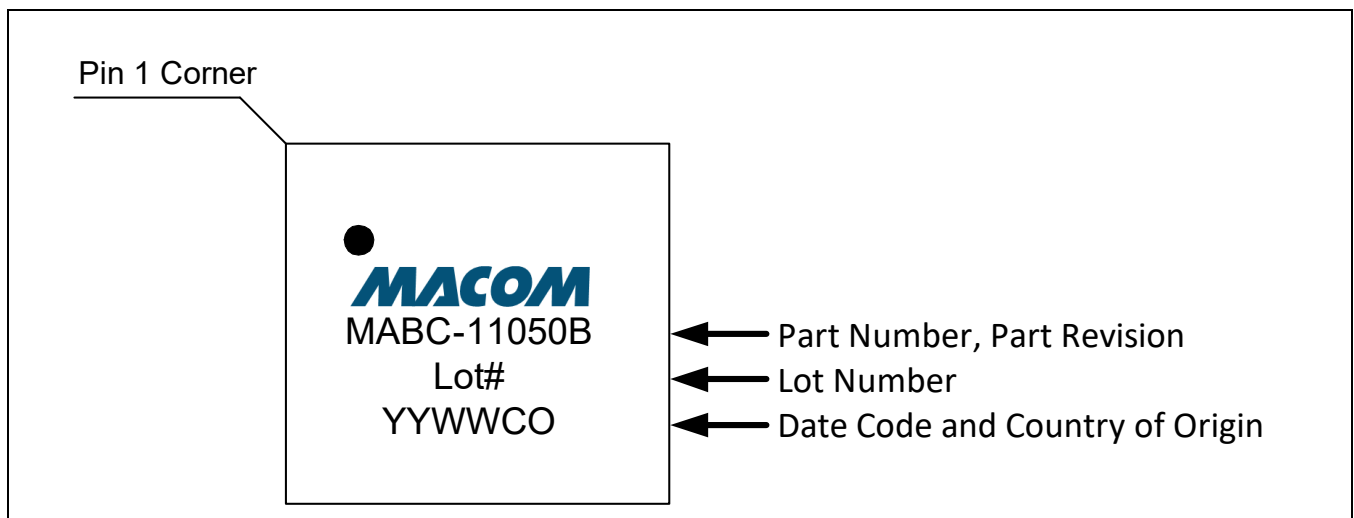 Pin 1 Corner
MACOM
MABC-11050B
Part Number, Part Revision
Lot#
Lot Number
YYWWCO
Date Code and Country of Origin